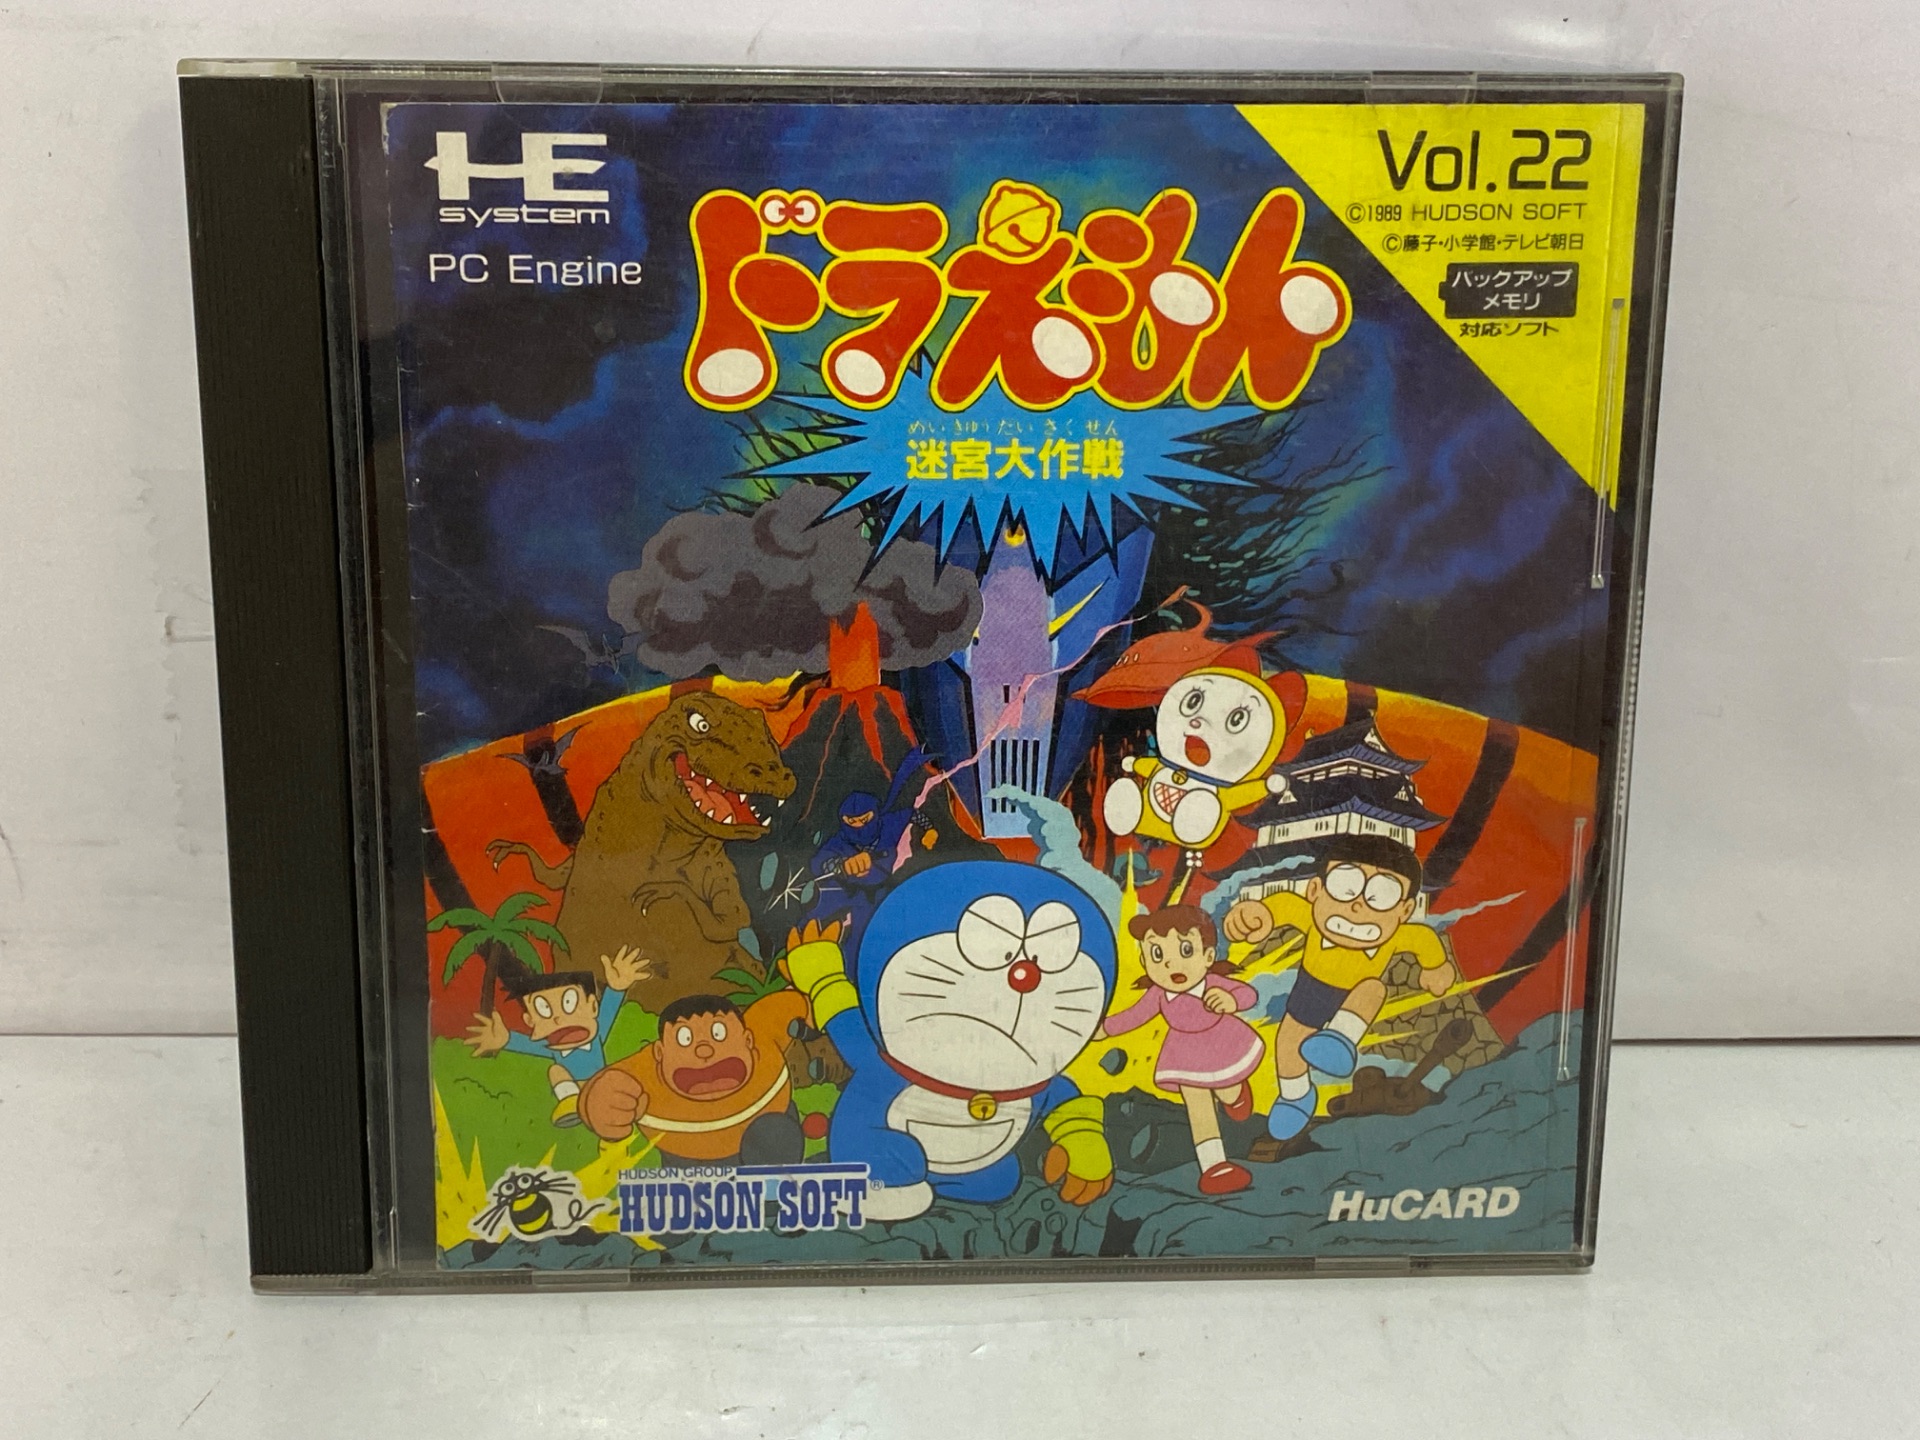 HE
system
PC Engine
Vol.22
©1989 HUDSON SOFT
©藤子・小学館・テレビ朝日
バックアップ
メモリ
対応ソフト
ドラえもん
めいきゅうだいさくせん
迷宮大作戦
HUDSON GROUP
HUDSON SOFT®
HuCARD